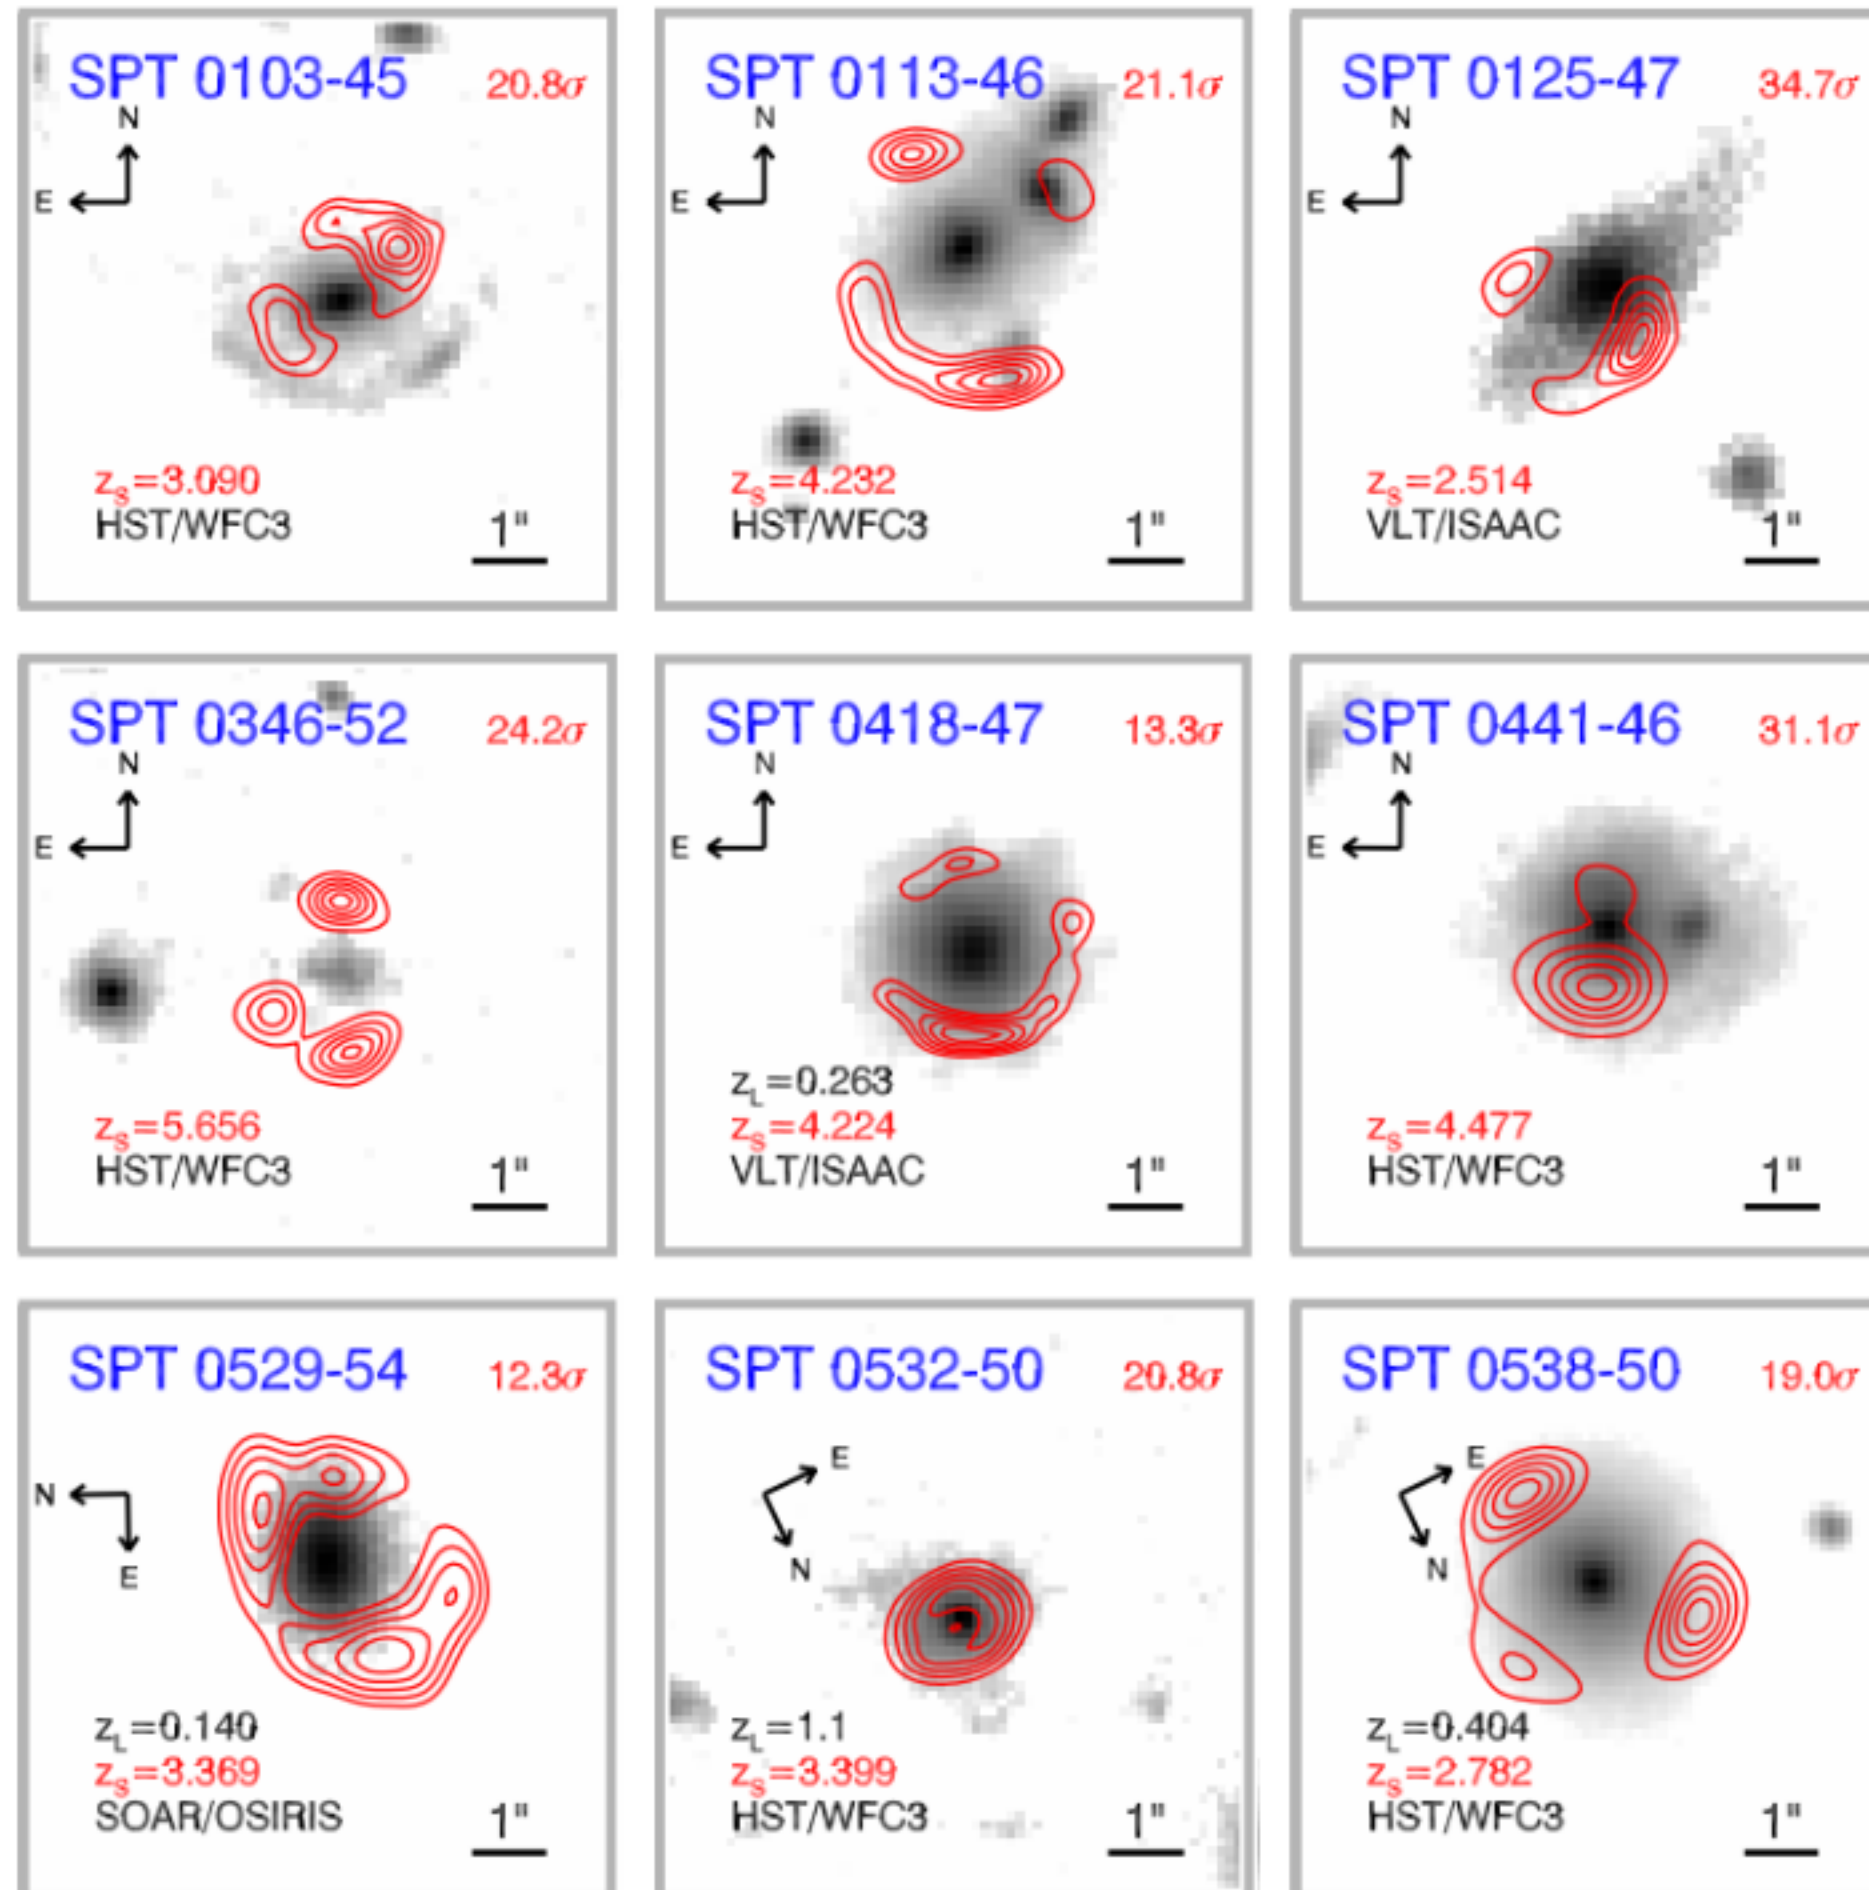 SPT 0103-45 20.8σ
N
E
z_S=3.090
HST/WFC3 1"
SPT 0113-46 21.1σ
N
E
z_S=4.232
HST/WFC3 1"
SPT 0125-47 34.7σ
N
E
z_S=2.514
VLT/ISAAC 1"
SPT 0346-52 24.2σ
N
E
z_S=5.656
HST/WFC3 1"
SPT 0418-47 13.3σ
N
E
z_L=0.263
z_S=4.224
VLT/ISAAC 1"
SPT 0441-46 31.1σ
N
E
z_S=4.477
HST/WFC3 1"
SPT 0529-54 12.3σ
N
E
z_L=0.140
z_S=3.369
SOAR/OSIRIS 1"
SPT 0532-50 20.8σ
E
N
z_L=1.1
z_S=3.399
HST/WFC3 1"
SPT 0538-50 19.0σ
E
N
z_L=0.404
z_S=2.782
HST/WFC3 1"